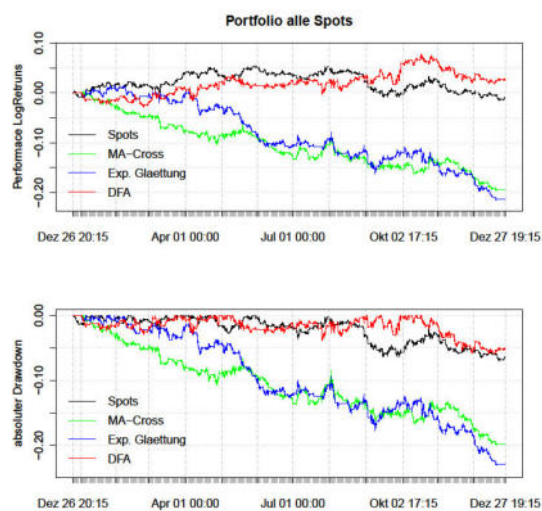 Portfolio alle Spots
Performace LogRetruns
0.10
0.00
−0.10
−0.20
Spots
MA−Cross
Exp. Glaettung
DFA
Dez 26 20:15 Apr 01 00:00 Jul 01 00:00 Okt 02 17:15 Dez 27 19:15
absoluter Drawdown
0.00
−0.10
−0.20
Spots
MA−Cross
Exp. Glaettung
DFA
Dez 26 20:15 Apr 01 00:00 Jul 01 00:00 Okt 02 17:15 Dez 27 19:15